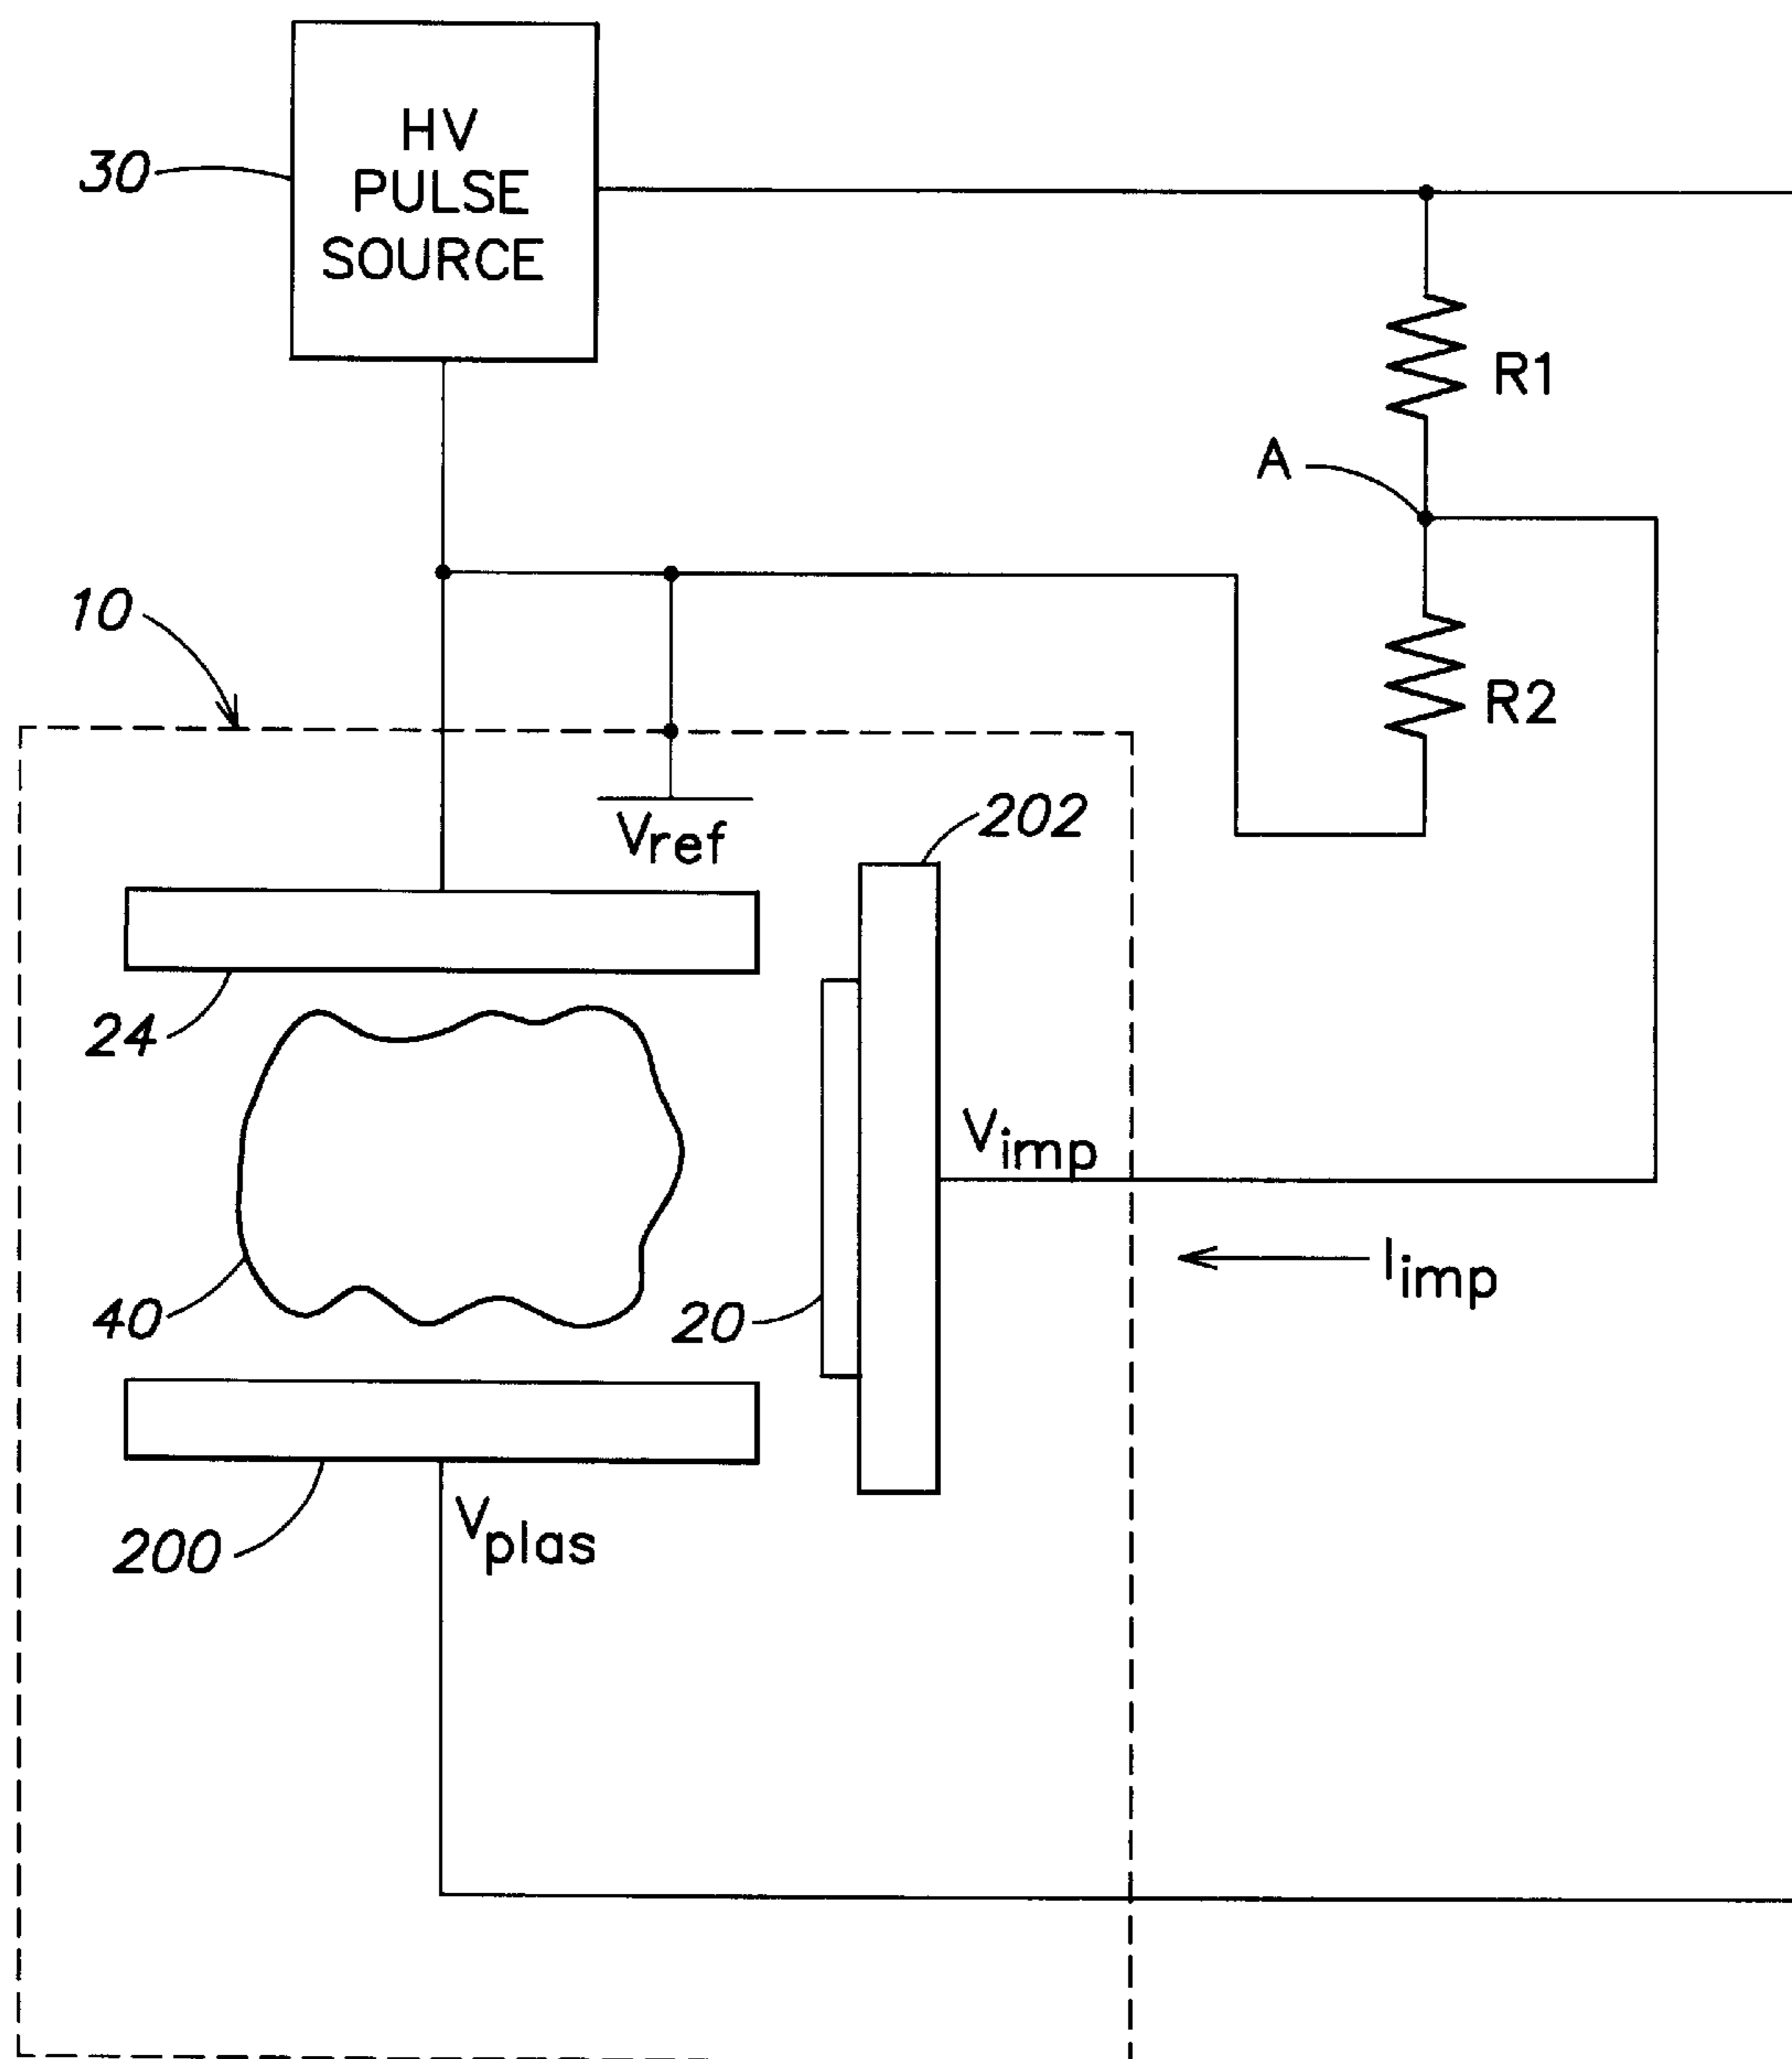 HV
PULSE
SOURCE
30
R1
A
10
R2
Vref
202
24
Vimp
Iimp
40
20
200
Vplas